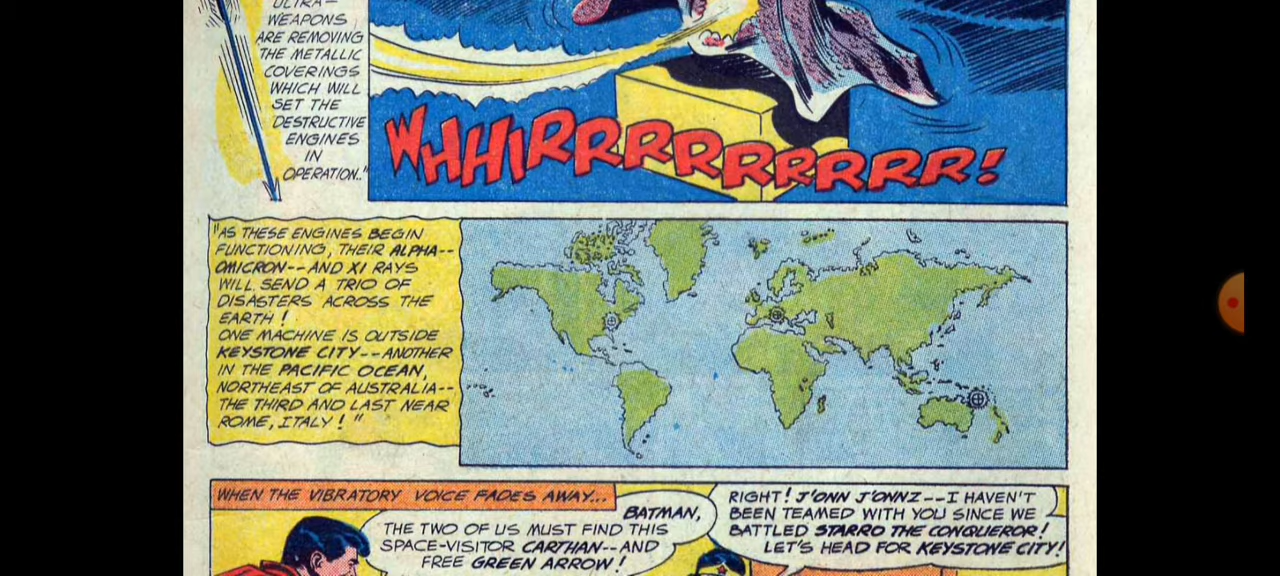 ULTRA—
WEAPONS
ARE REMOVING
THE METALLIC
COVERINGS
WHICH WILL
SET THE
DESTRUCTIVE
ENGINES
IN
OPERATION.."
WHHIRRRRRRRRRR!
"AS THESE ENGINES BEGIN
FUNCTIONING, THEIR ALPHA--
OMICRON--AND XI RAYS
WILL SEND A TRIO OF
DISASTERS ACROSS THE
EARTH!
ONE MACHINE IS OUTSIDE
KEYSTONE CITY--ANOTHER
IN THE PACIFIC OCEAN,
NORTHEAST OF AUSTRALIA--
THE THIRD AND LAST NEAR
ROME, ITALY!"
WHEN THE VIBRATORY VOICE FADES AWAY...
BATMAN,
THE TWO OF US MUST FIND THIS
SPACE-VISITOR CARTHAN--AND
FREE GREEN ARROW!
RIGHT! J'ONN J'ONNZ--I HAVEN'T
BEEN TEAMED WITH YOU SINCE WE
BATTLED STARRO THE CONQUEROR!
LET'S HEAD FOR KEYSTONE CITY!